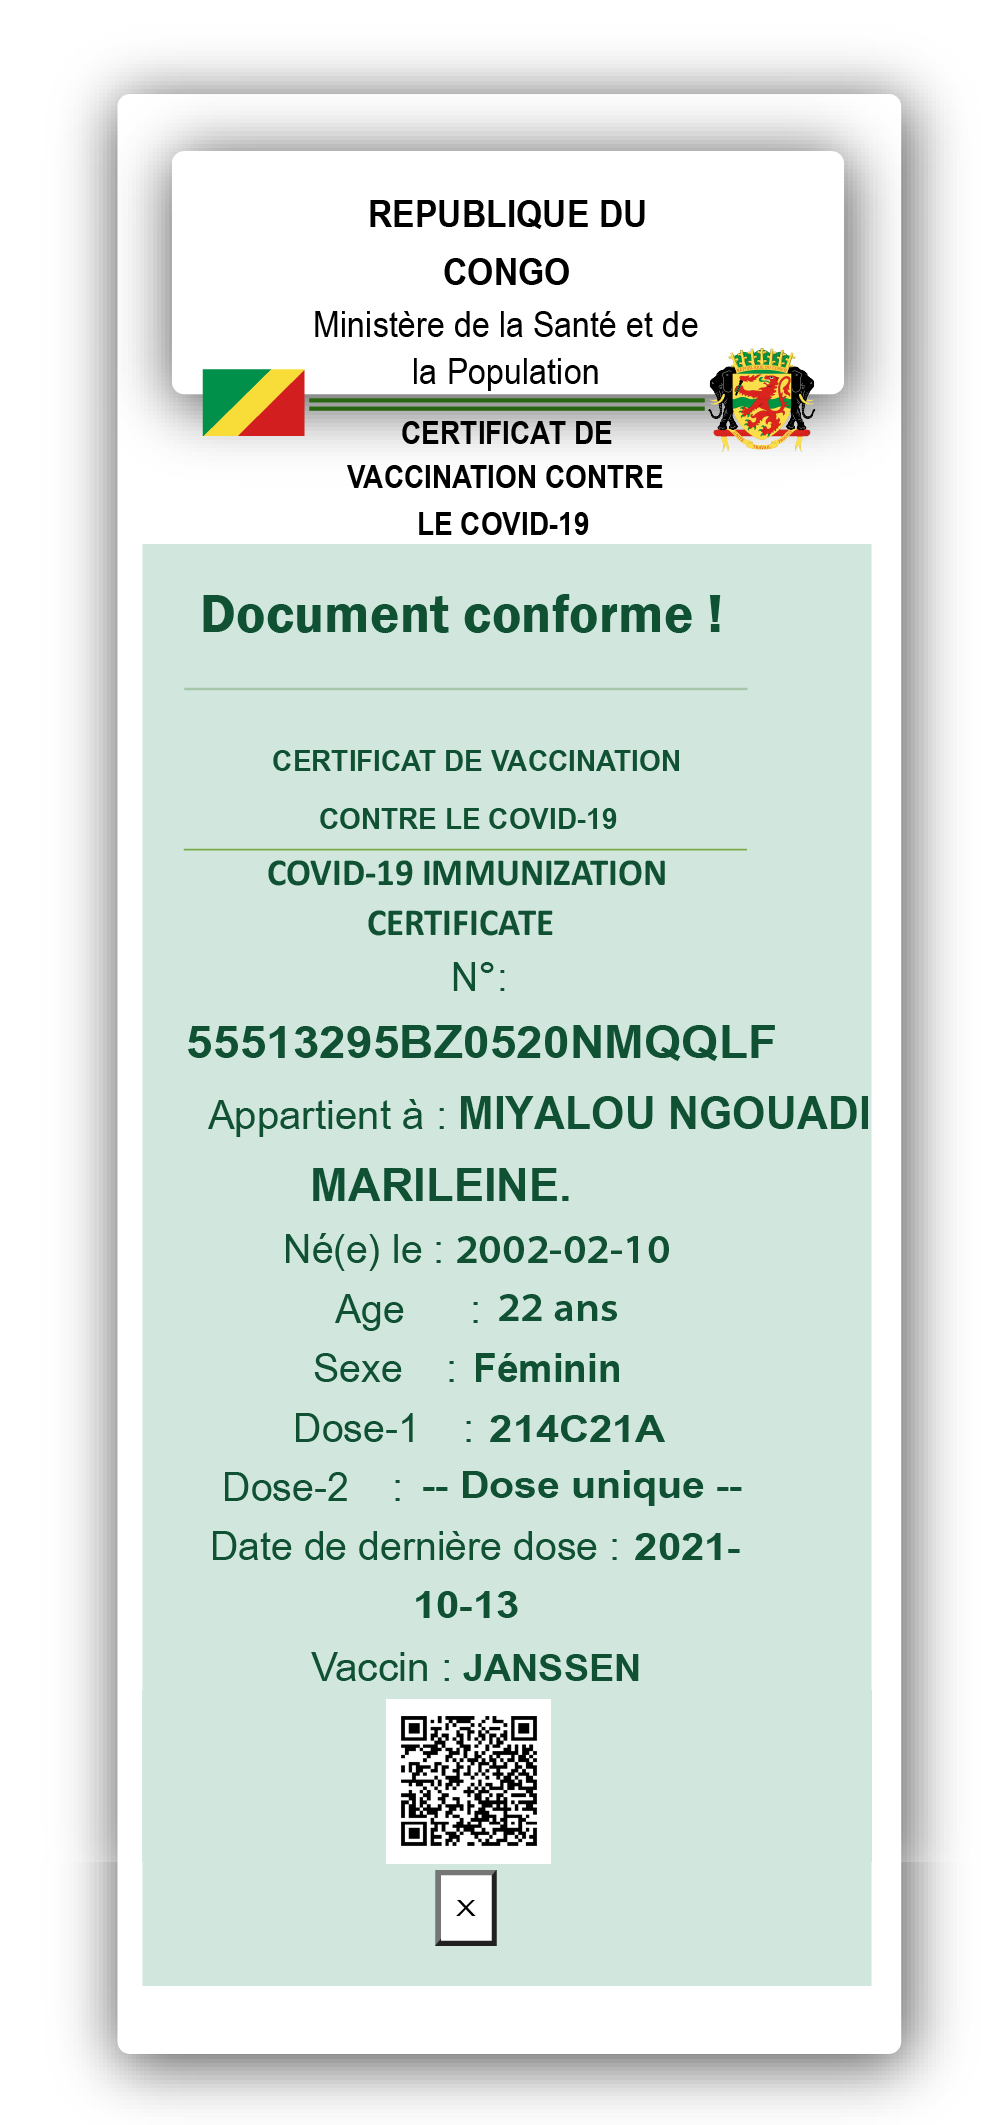 REPUBLIQUE DU
CONGO
Ministère de la Santé et de
la Population
CERTIFICAT DE
VACCINATION CONTRE
LE COVID-19
Document conforme !
CERTIFICAT DE VACCINATION
CONTRE LE COVID-19
COVID-19 IMMUNIZATION
CERTIFICATE
N°:
55513295BZ0520NMQQLF
Appartient à : MIYALOU NGOUADI
MARILEINE.
Né(e) le : 2002-02-10
Age : 22 ans
Sexe : Féminin
Dose-1 : 214C21A
Dose-2 : -- Dose unique --
Date de dernière dose : 2021-
10-13
Vaccin : JANSSEN
X